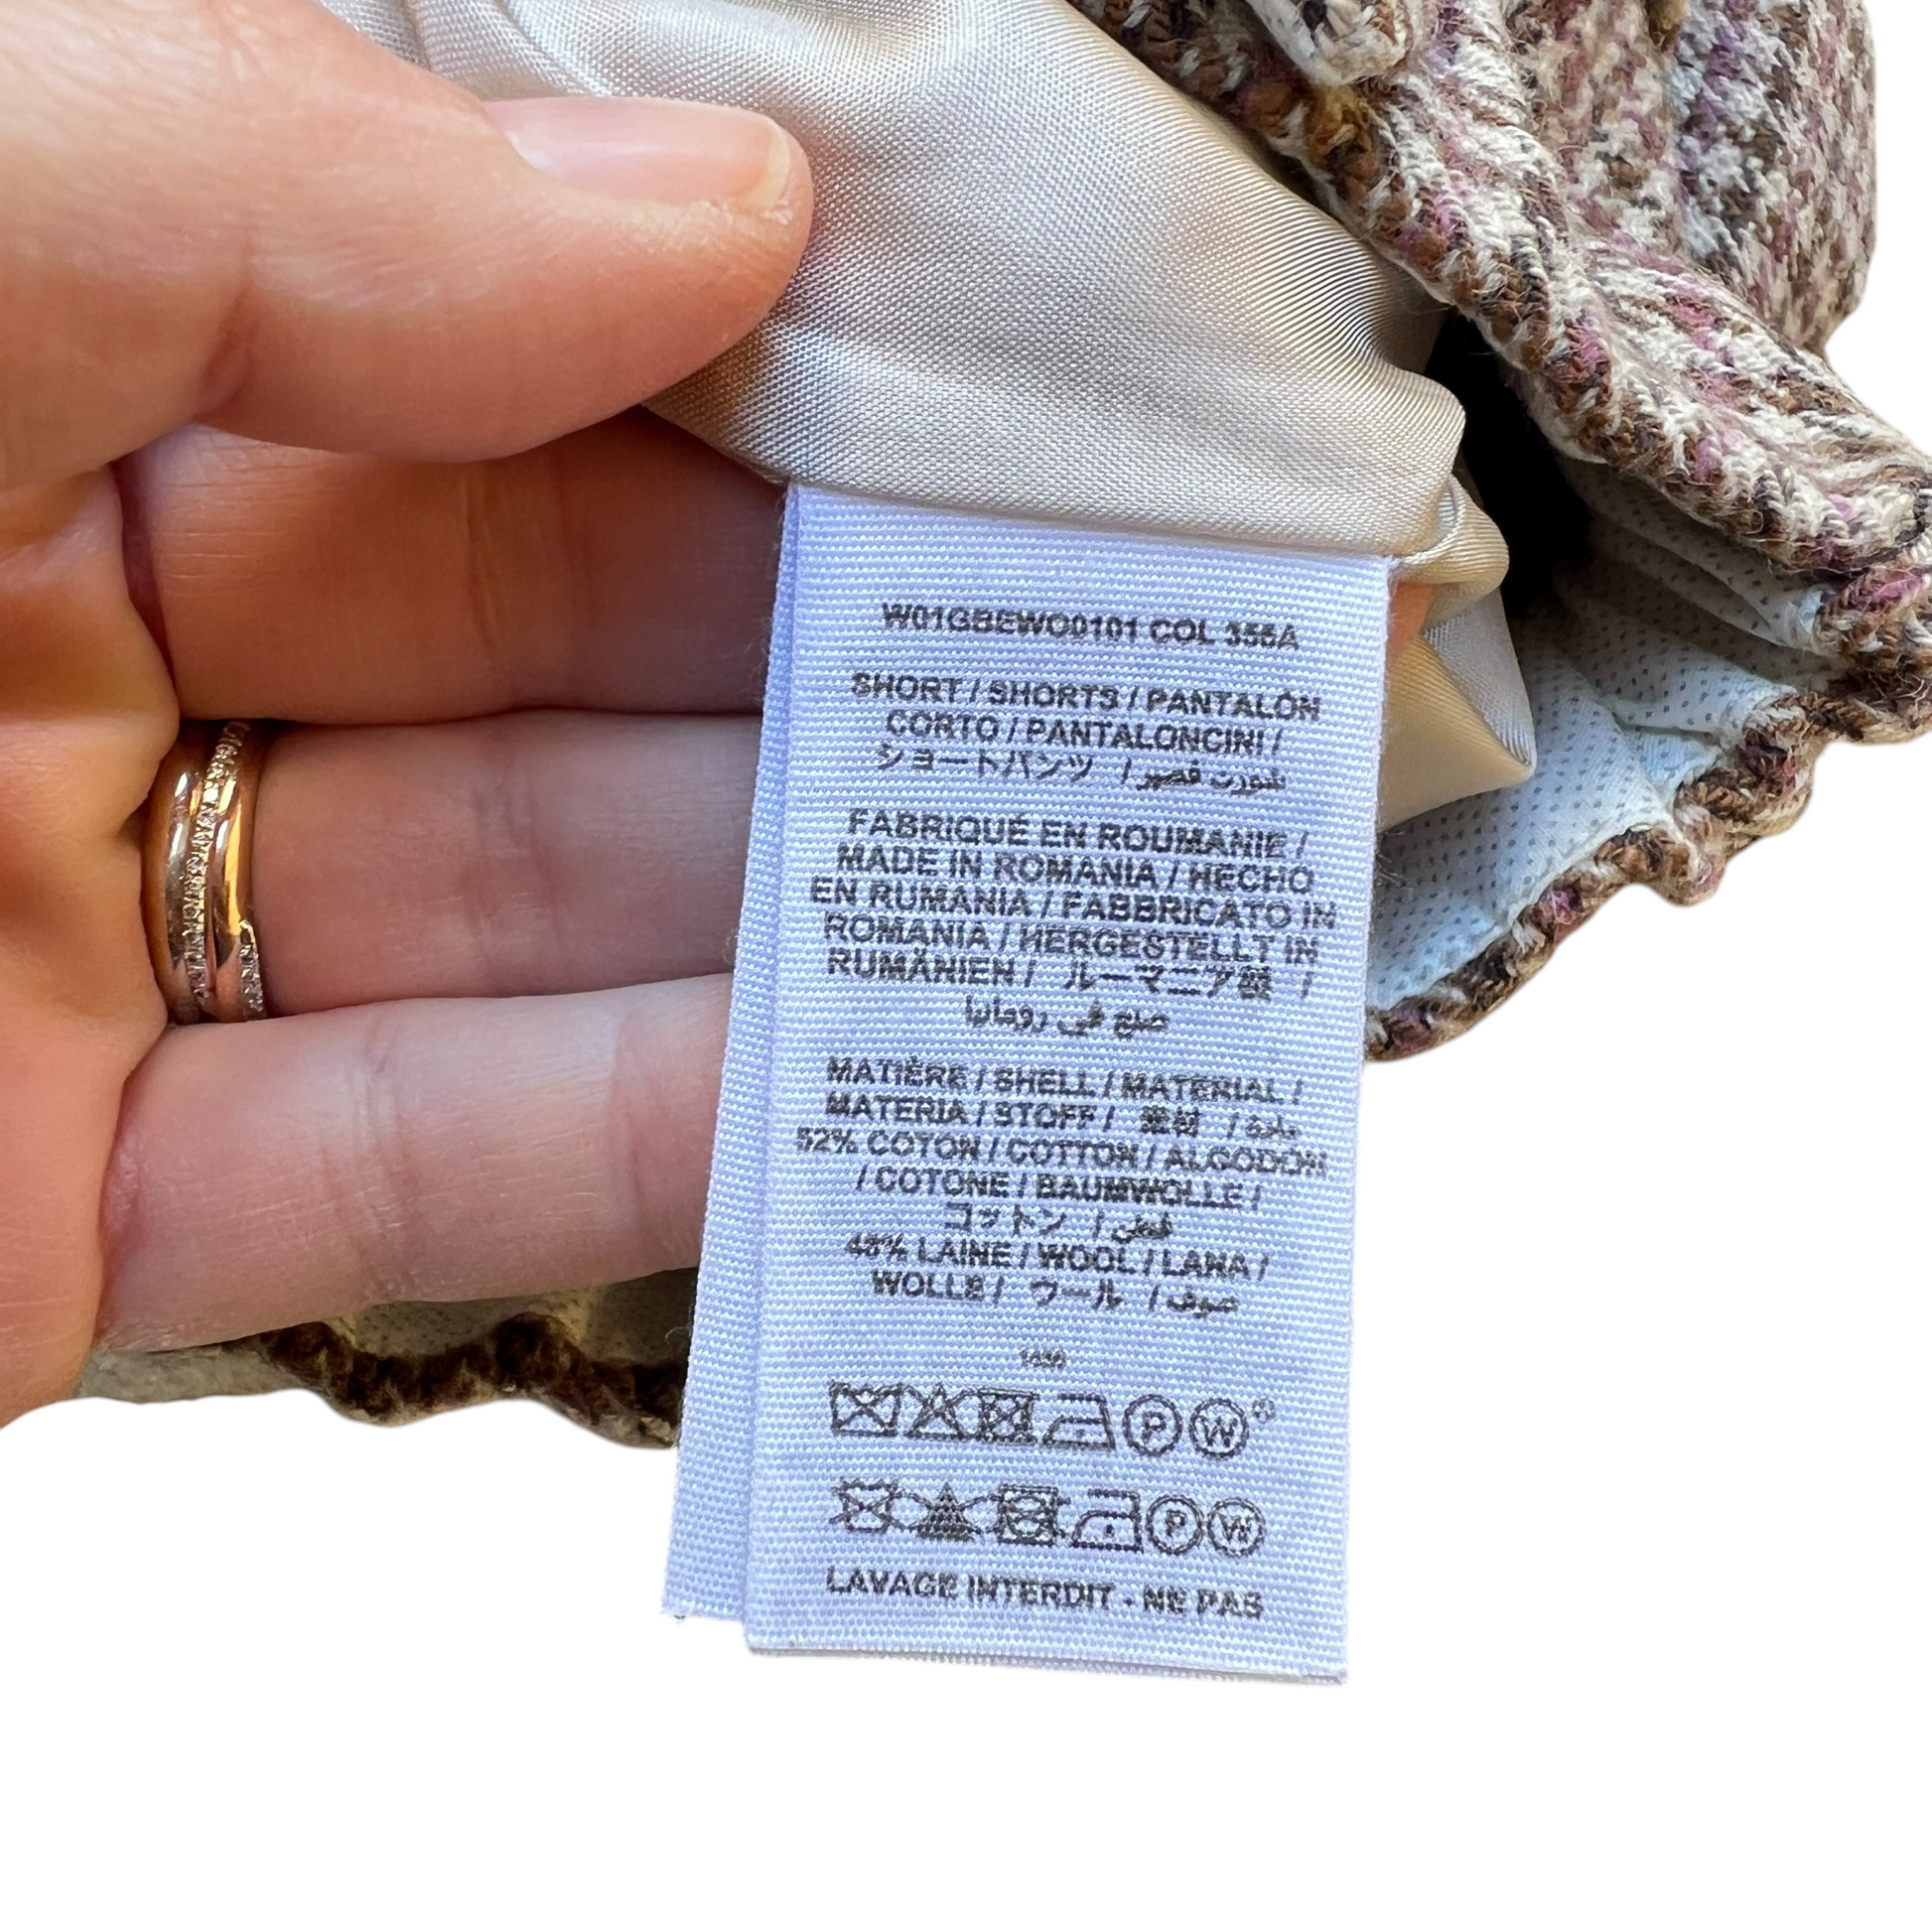 W01GBEWO0101 COL 355A
SHORT / SHORTS / PANTALÓN
CORTO / PANTALONCINI /
ショートパンツ / شورت قصير
FABRIQUÉ EN ROUMANIE /
MADE IN ROMANIA / HECHO
EN RUMANIA / FABBRICATO IN
ROMANIA / HERGESTELLT IN
RUMÄNIEN / ルーマニア製 /
صنع في رومانيا
MATIÈRE / SHELL / MATERIAL /
MATERIA / STOFF / 素材 / مادة
52% COTON / COTTON / ALGODÓN
/ COTONE / BAUMWOLLE /
コットン / قطن
48% LAINE / WOOL / LANA /
WOLLE / ウール / صوف
P W
P W
LAVAGE INTERDIT - NE PAS